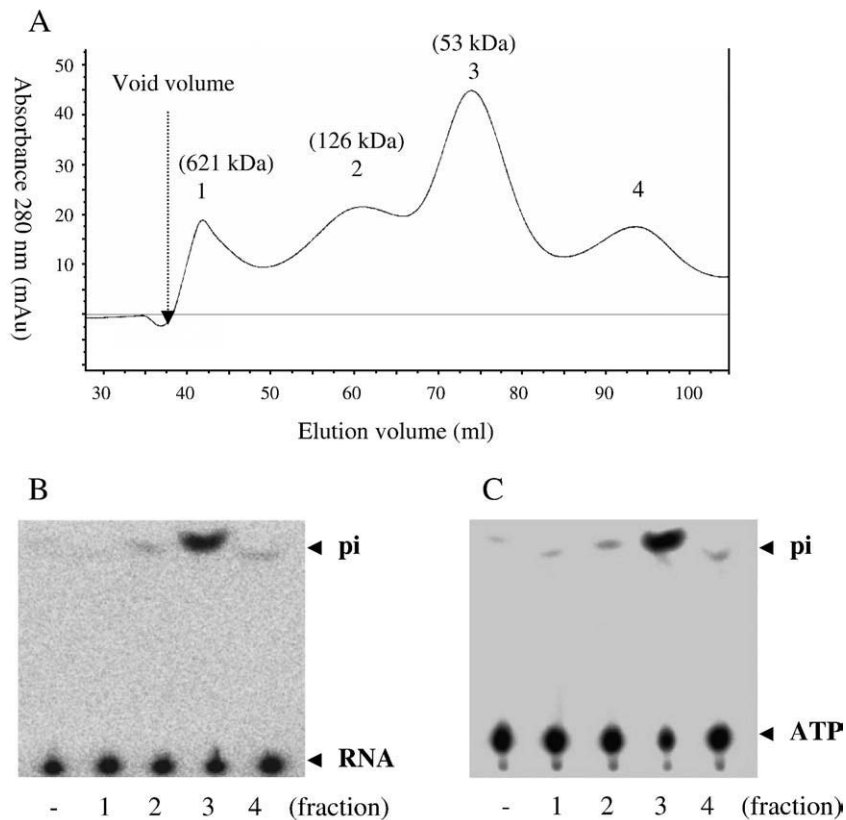 A
(53 kDa)
3
Void volume
(126 kDa)
2
4
(621 kDa)
1
Absorbance 280 nm (mAu)
50
40
30
20
10
30 40 50 60 70 80 90 100
Elution volume (ml)
B
pi
RNA
- 1 2 3 4 (fraction)
C
pi
ATP
- 1 2 3 4 (fraction)